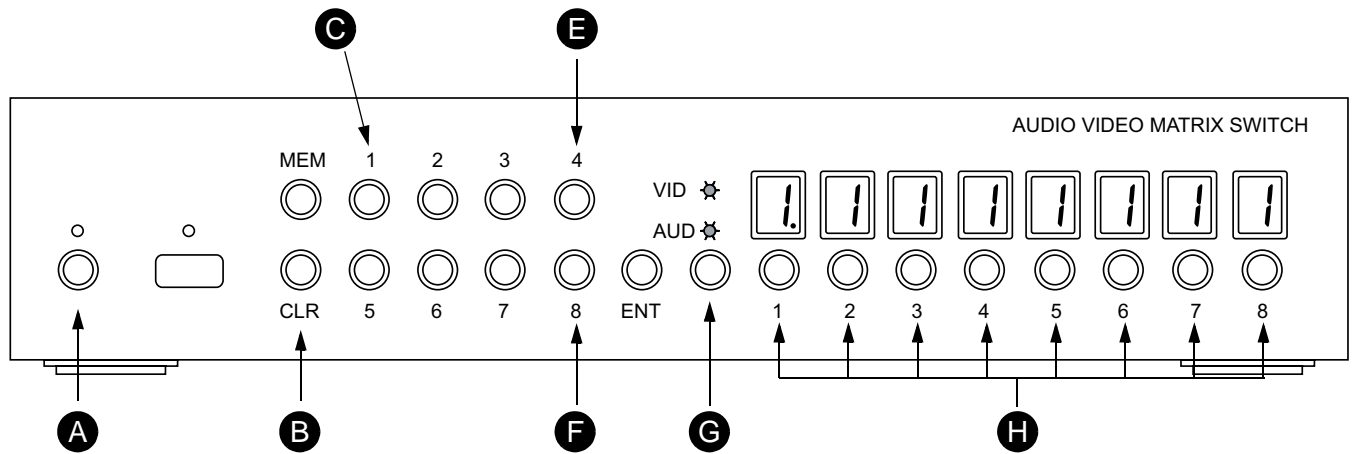 C E
AUDIO VIDEO MATRIX SWITCH
MEM 1 2 3 4
VID 1. 1 1 1 1 1 1 1
AUD
CLR 5 6 7 8 ENT 1 2 3 4 5 6 7 8
A B F G H